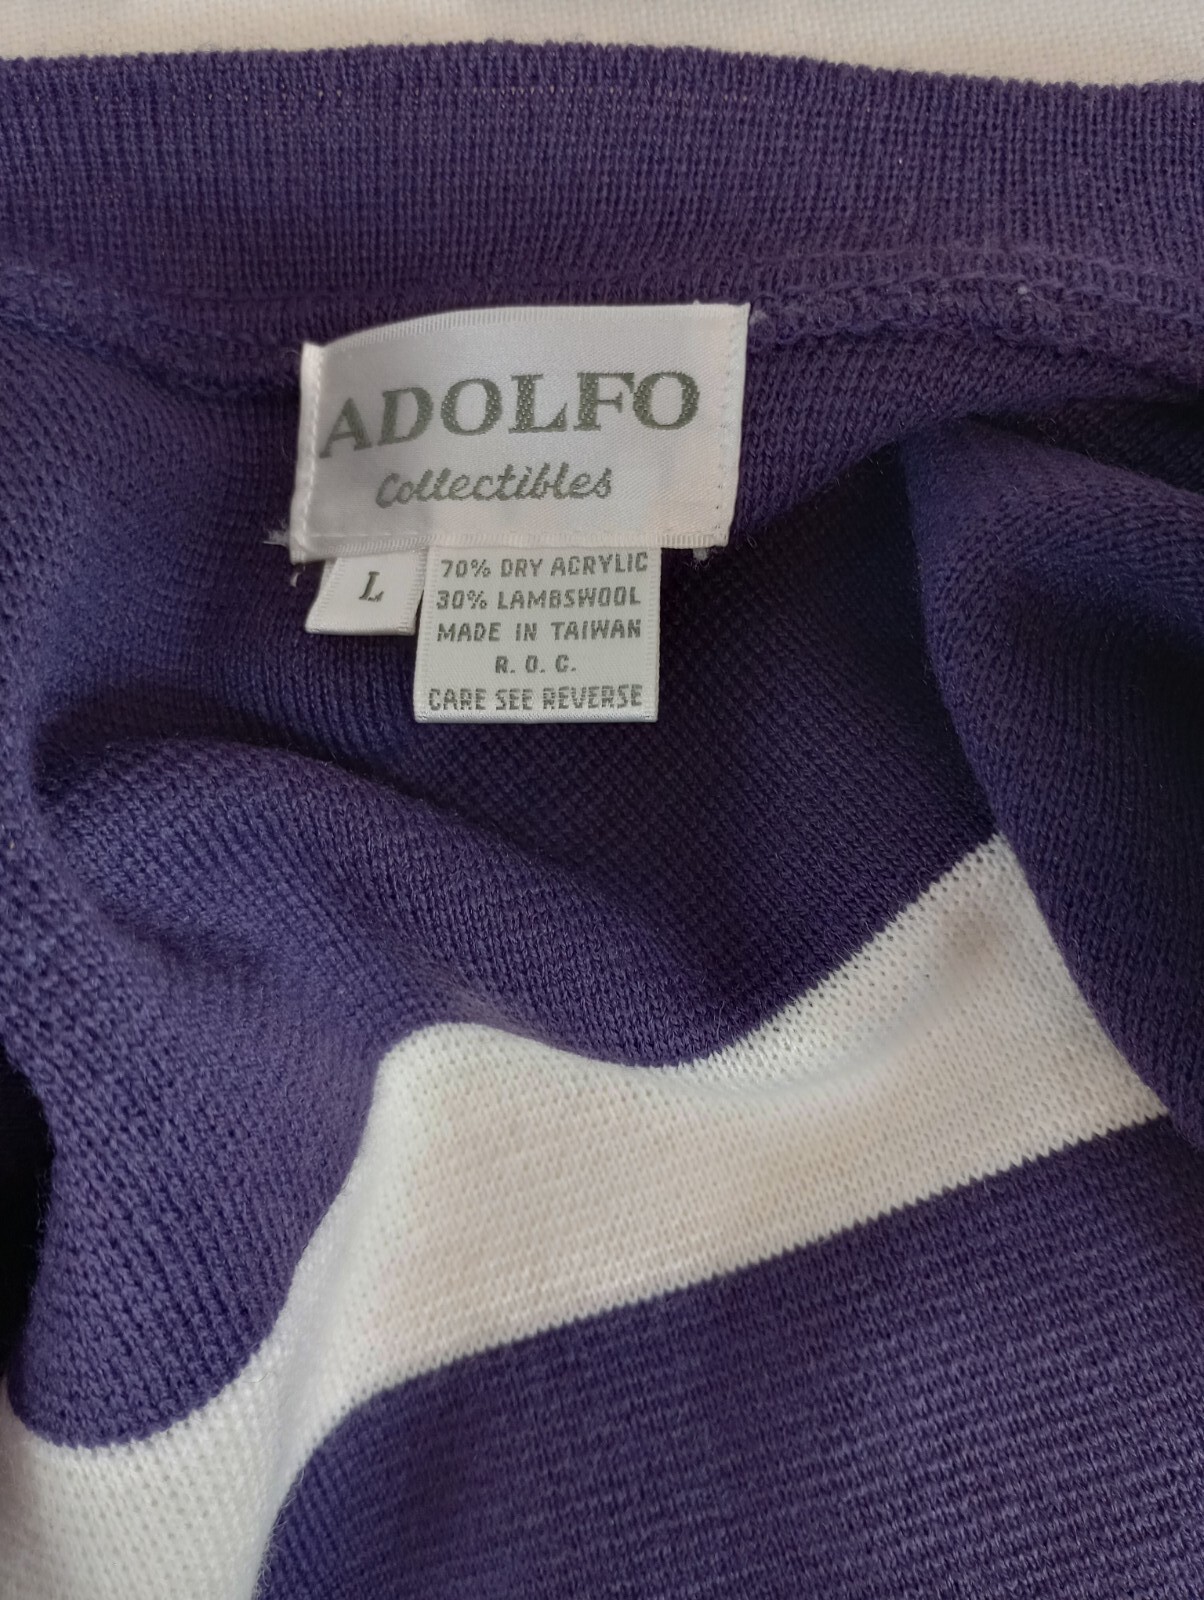 ADOLFO
Collectibles
L
70% DRY ACRYLIC
30% LAMBSWOOL
MADE IN TAIWAN
R. O. C.
CARE SEE REVERSE